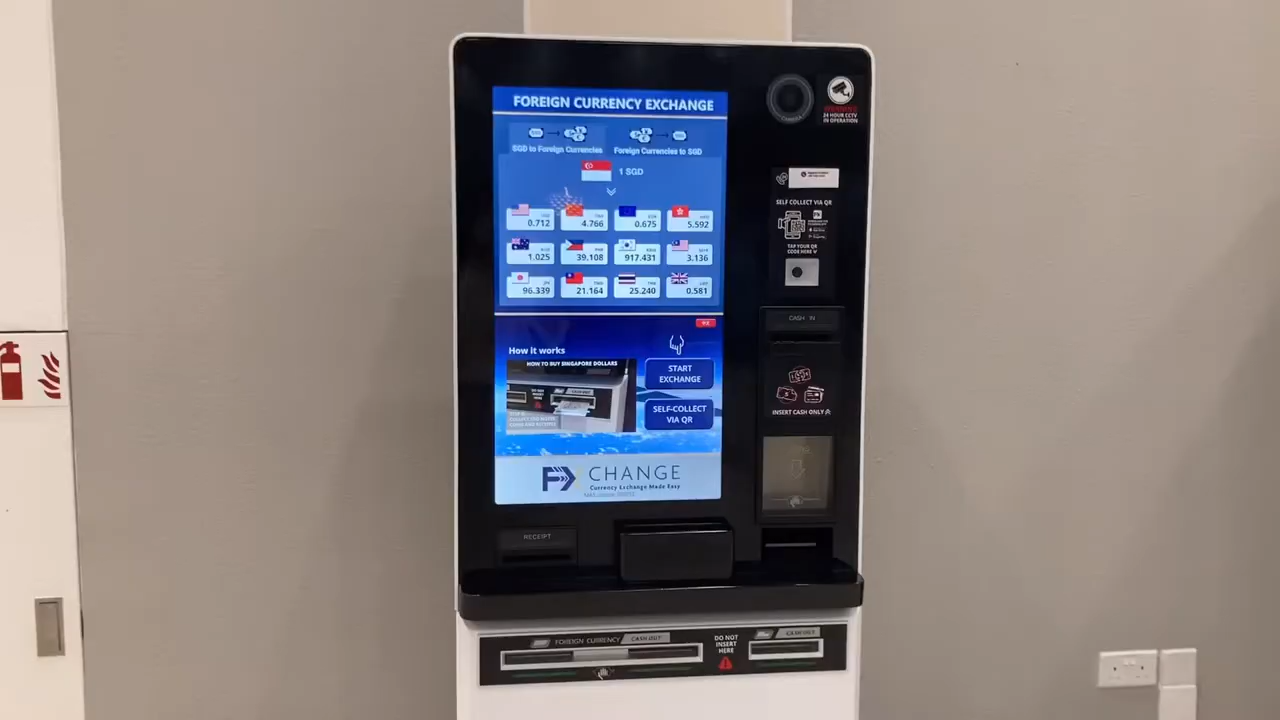 FOREIGN CURRENCY EXCHANGE
SGD to Foreign Currencies
Foreign Currencies to SGD
1 SGD
0.712
4.766
0.675
5.592
1.025
39.108
917.431
3.136
96.339
21.164
25.240
0.581
How it works
HOW TO BUY SINGAPORE DOLLARS
START
EXCHANGE
SELF-COLLECT
VIA QR
FX CHANGE
Currency Exchange Made Easy
24 HOUR CCTV
IN OPERATION
SELF COLLECT VIA QR
TAP YOUR QR
CODE HERE
CASH IN
INSERT CASH ONLY
RECEIPT
FOREIGN CURRENCY CASH OUT
DO NOT
INSERT
HERE
CASH OUT